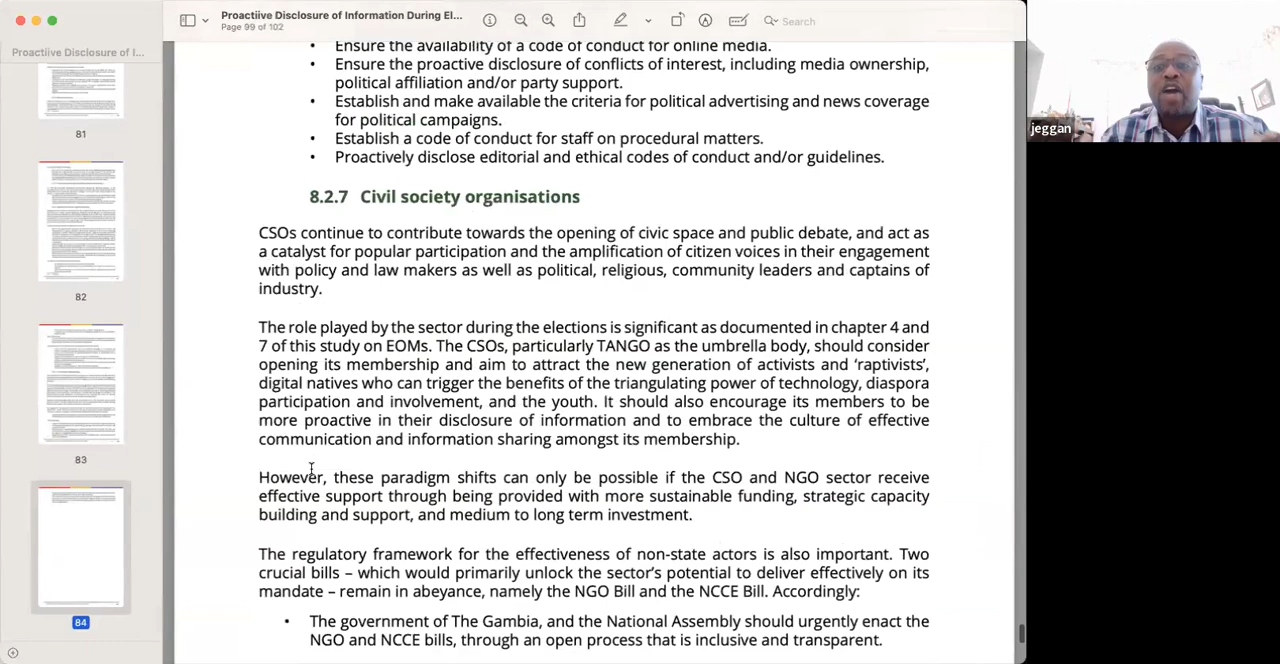 Proactiive Disclosure of Information During El...
Page 99 of 102
Search
Proactiive Disclosure of Information During El...
81
82
83
84
• Ensure the availability of a code of conduct for online media.
• Ensure the proactive disclosure of conflicts of interest, including media ownership,
political affiliation and/or party support.
• Establish and make available the criteria for political advertising and news coverage
for political campaigns.
• Establish a code of conduct for staff on procedural matters.
• Proactively disclose editorial and ethical codes of conduct and/or guidelines.
8.2.7 Civil society organisations
CSOs continue to contribute towards the opening of civic space and public debate, and act as
a catalyst for popular participation and the amplification of citizen voices in their engagement
with policy and lawmakers as well as political, religious, community leaders and captains of
industry.
The role played by the sector during the elections is significant as documented in chapter 4 and
7 of this study on EOMs. The CSOs, particularly TANGO as the umbrella body, should consider
opening its membership and also attract the new generation of activists and ‘raptivists’,
digital natives who can trigger the benefits of the triangulating power of technology, diaspora
participation and involvement, and the youth. It should also encourage its members to be
more proactive in their disclosure of information and to embrace the culture of effective
communication and information sharing amongst its membership.
However, these paradigm shifts can only be possible if the CSO and NGO sector receive
effective support through being provided with more sustainable funding, strategic capacity
building and support, and medium to long term investment.
The regulatory framework for the effectiveness of non-state actors is also important. Two
crucial bills – which would primarily unlock the sector’s potential to deliver effectively on its
mandate – remain in abeyance, namely the NGO Bill and the NCCE Bill. Accordingly:
• The government of The Gambia, and the National Assembly should urgently enact the
NGO and NCCE bills, through an open process that is inclusive and transparent.
jeggan